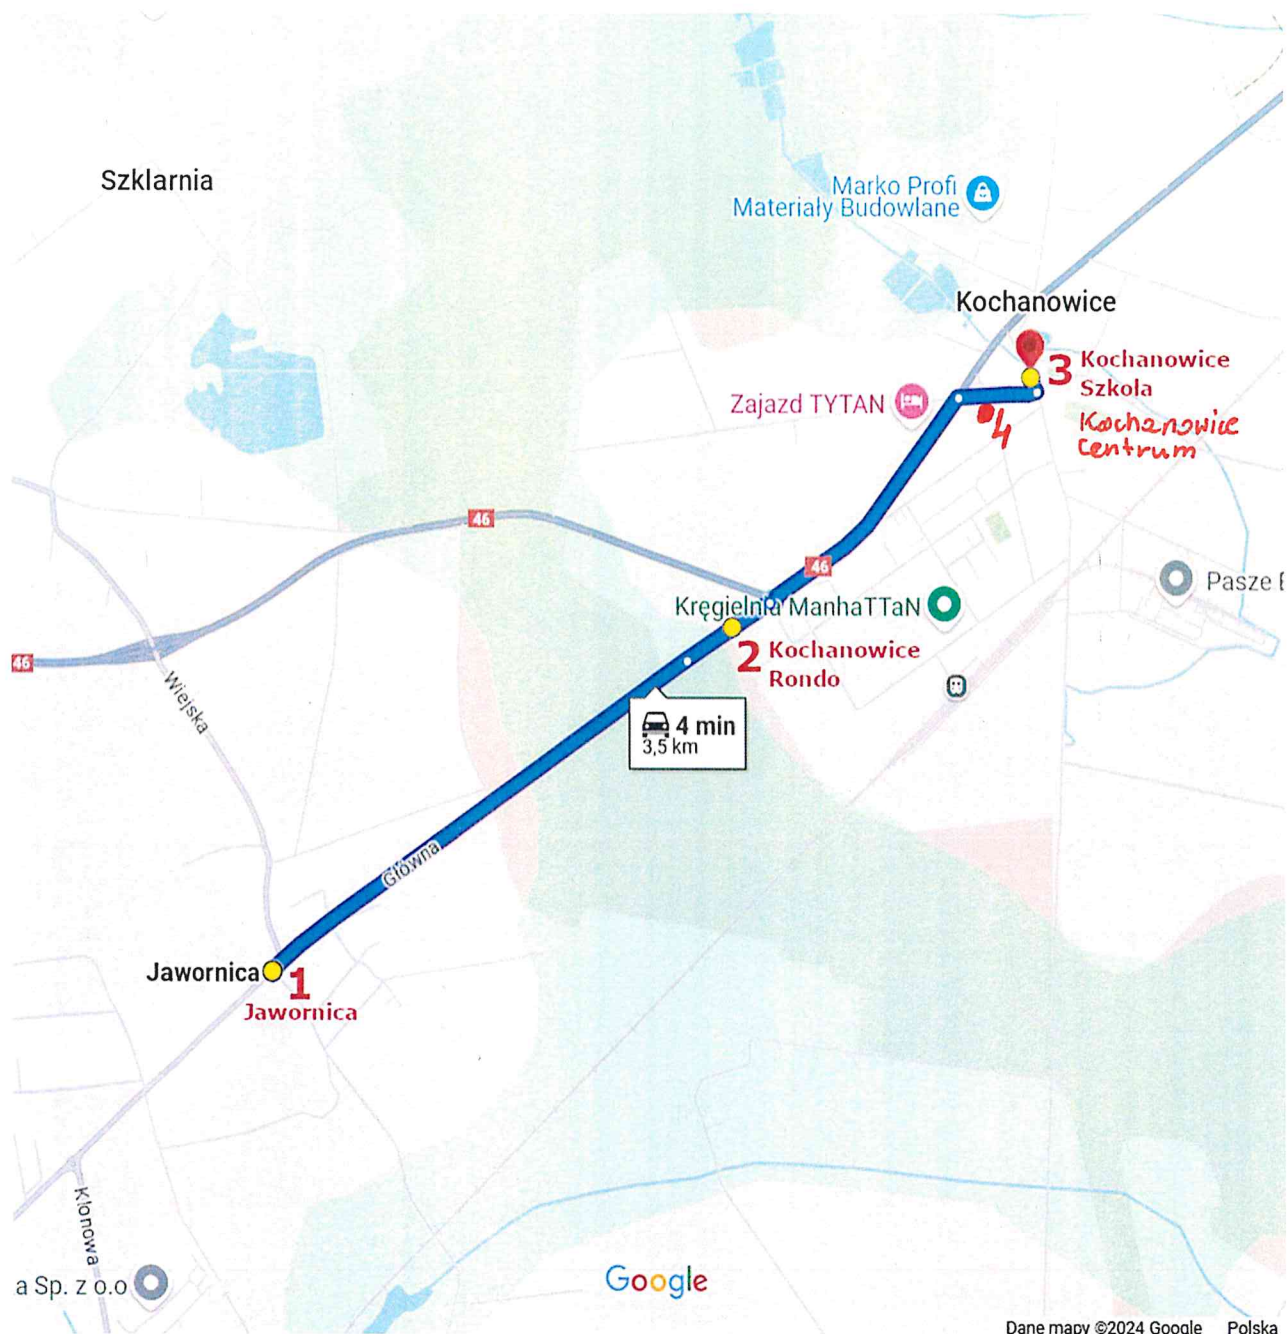 Szklarnia
Marko Profi
Materiały Budowlane
Kochanowice
3 Kochanowice
Szkola
Zajazd TYTAN
4
Kochanowice
Centrum
46
46
Kręgielnia ManhaTTaN
Pasze B
2 Kochanowice
Rondo
46
Wiejska
4 min
3,5 km
Główna
Jawornica
1
Jawornica
Klonowa
a Sp. z o.o
Google
Dane mapy ©2024 Google Polska